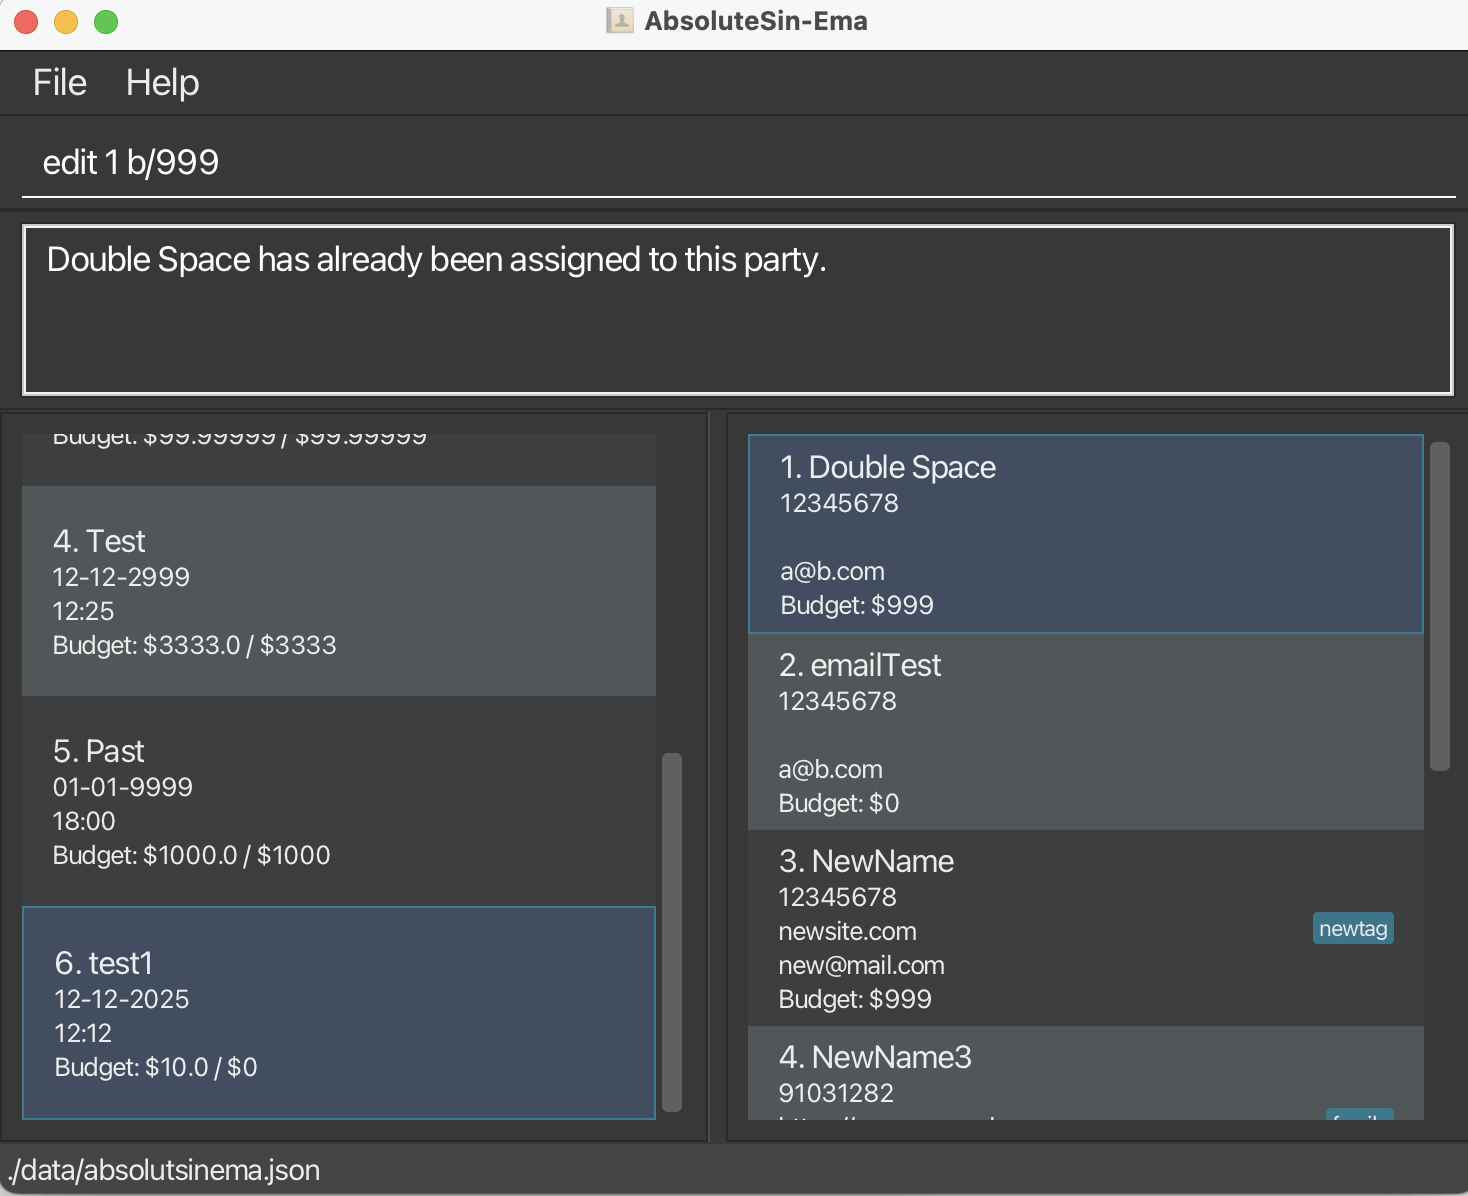 AbsoluteSin-Ema
File Help
edit 1 b/999
Double Space has already been assigned to this party.
Budget: $99.99999 / $99.99999
4. Test
12-12-2999
12:25
Budget: $3333.0 / $3333
5. Past
01-01-9999
18:00
Budget: $1000.0 / $1000
6. test1
12-12-2025
12:12
Budget: $10.0 / $0
1. Double Space
12345678
a@b.com
Budget: $999
2. emailTest
12345678
a@b.com
Budget: $0
3. NewName
12345678
newsite.com
newtag
new@mail.com
Budget: $999
4. NewName3
91031282
./data/absolutsinema.json